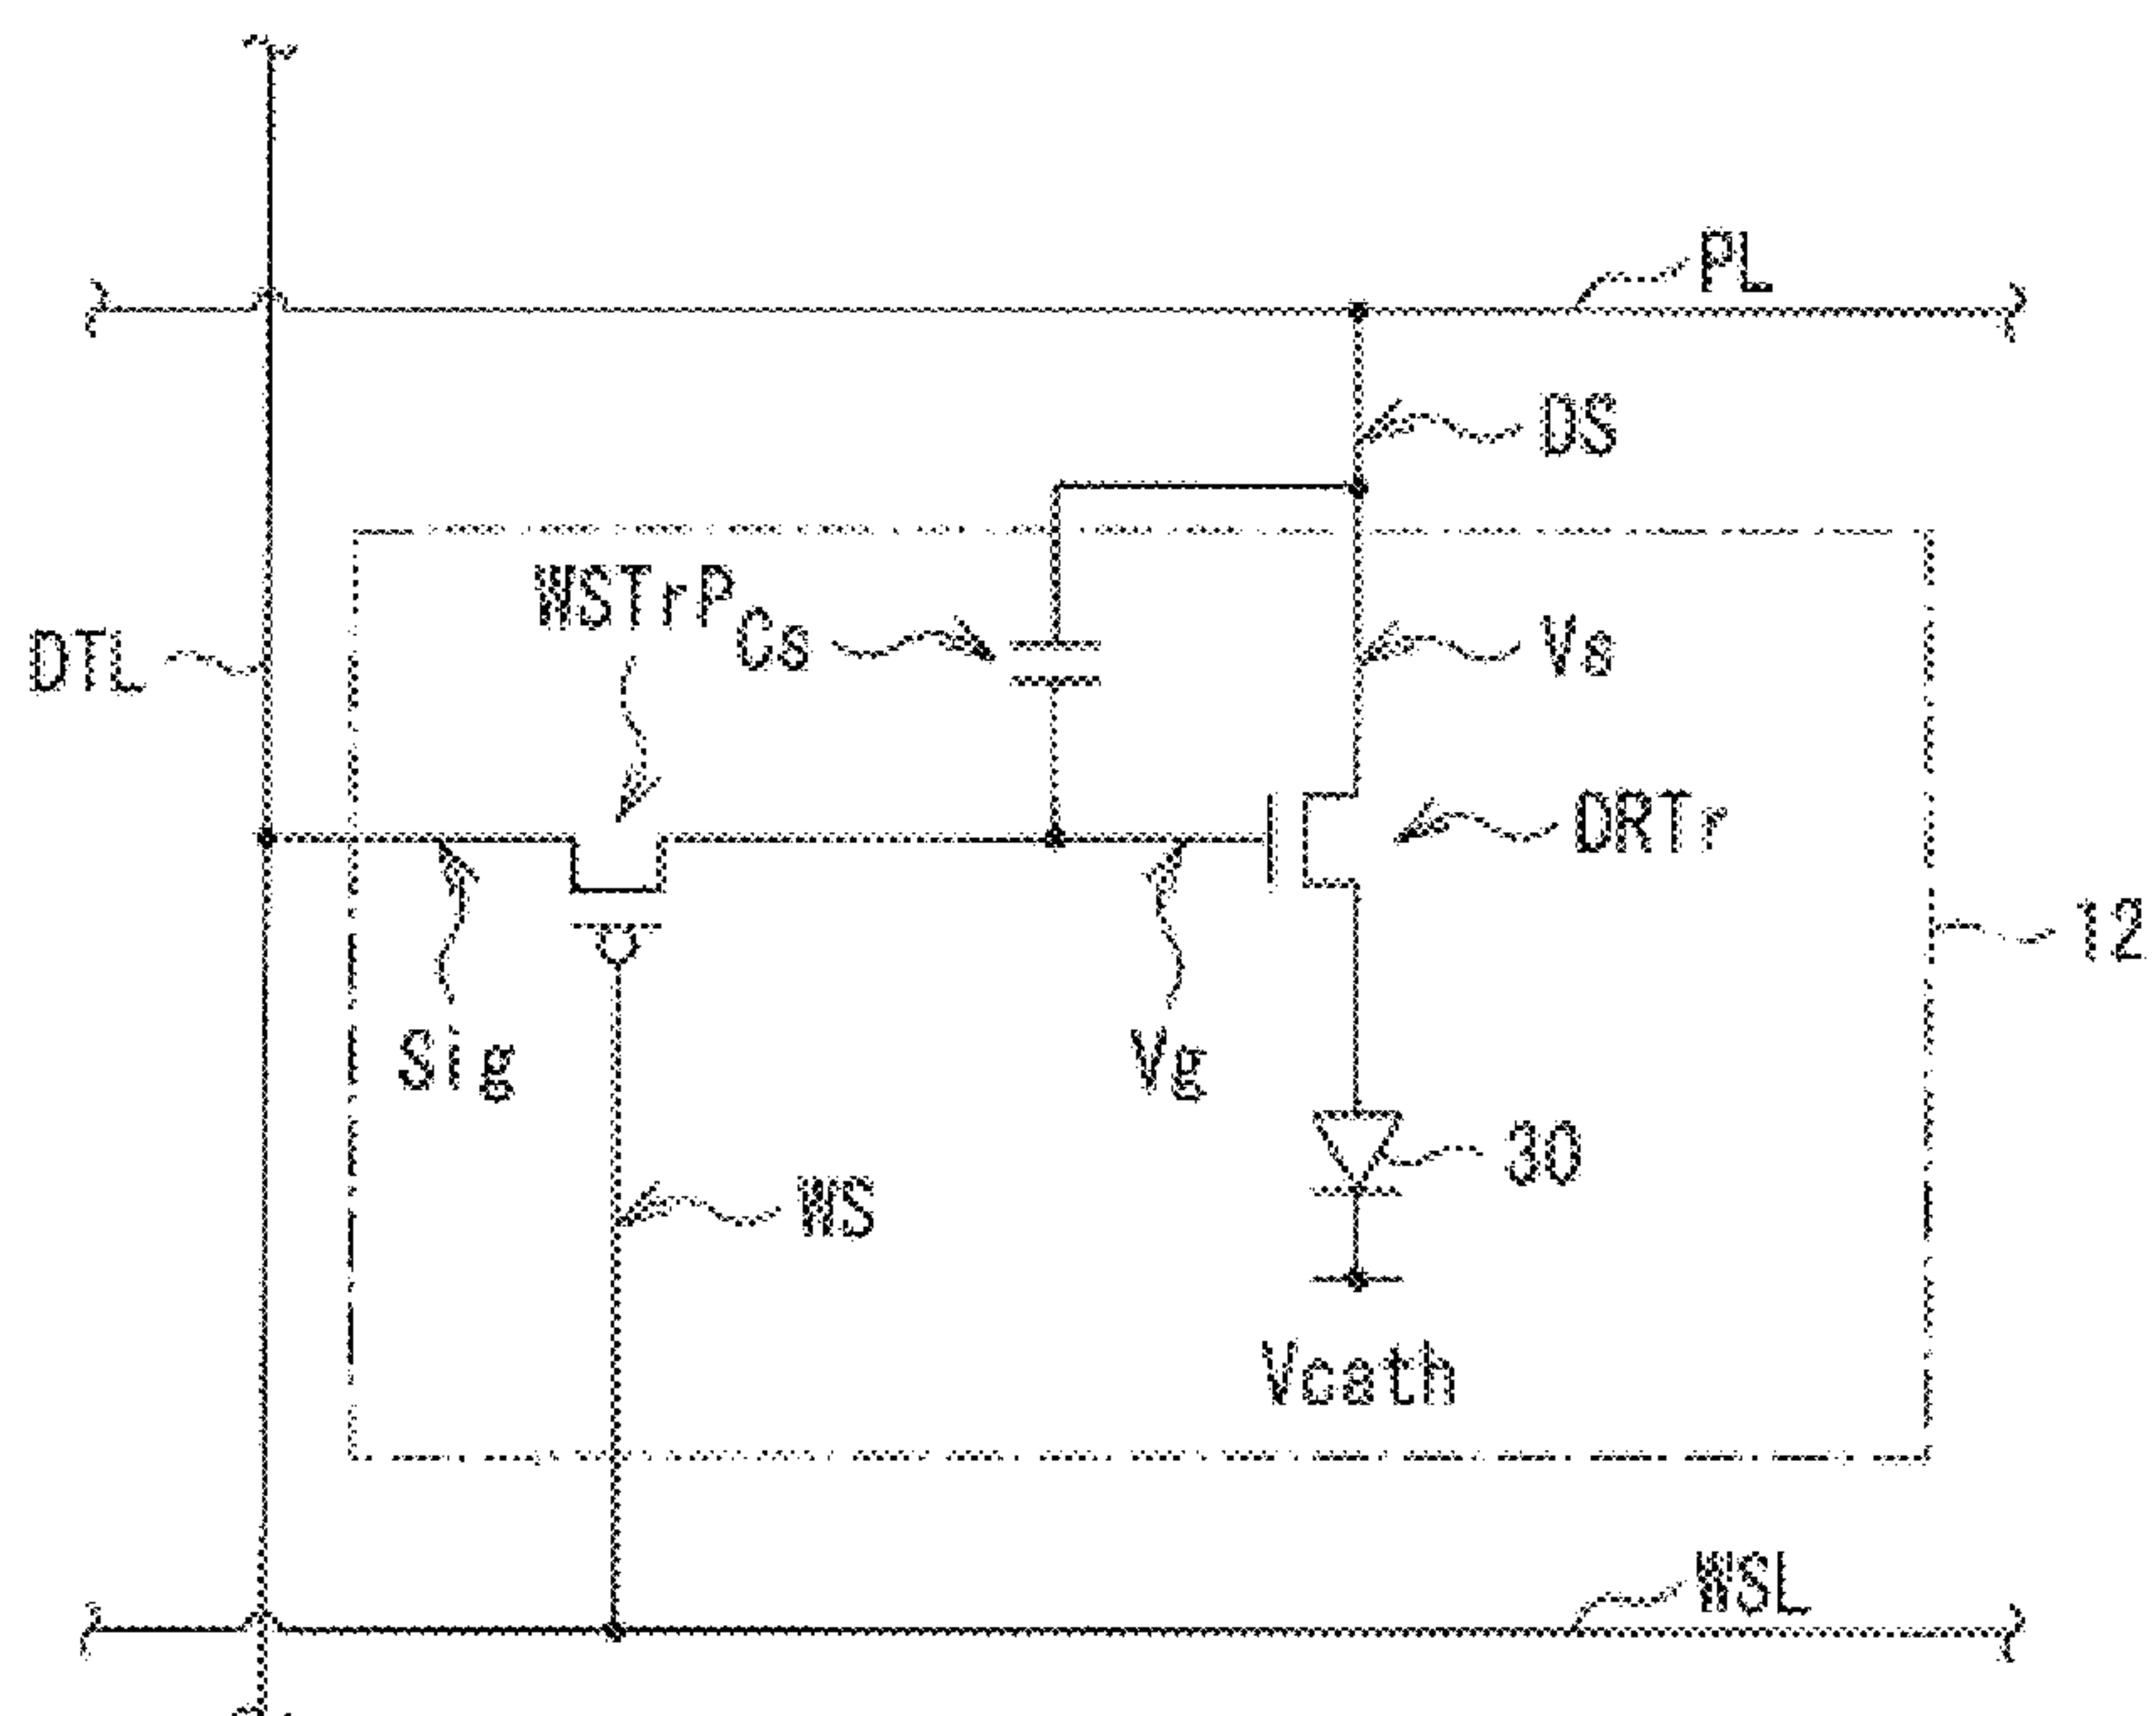 PL
DS
WSTrP
Cs
Vs
DTL
DRTr
12
Sig
Vg
30
WS
Vcath
WSL